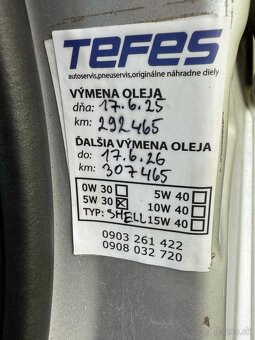 TEFES
autoservis,pneuservis,originálne náhradne diely
VÝMENA OLEJA
dňa: 17.6.25
km: 292465
ĎALŠIA VÝMENA OLEJA
do: 17.6.26
km: 307465
0W 30 5W 40
5W 30 10W 40
TYP: SHELL 15W 40
0903 261 422
0908 032 720